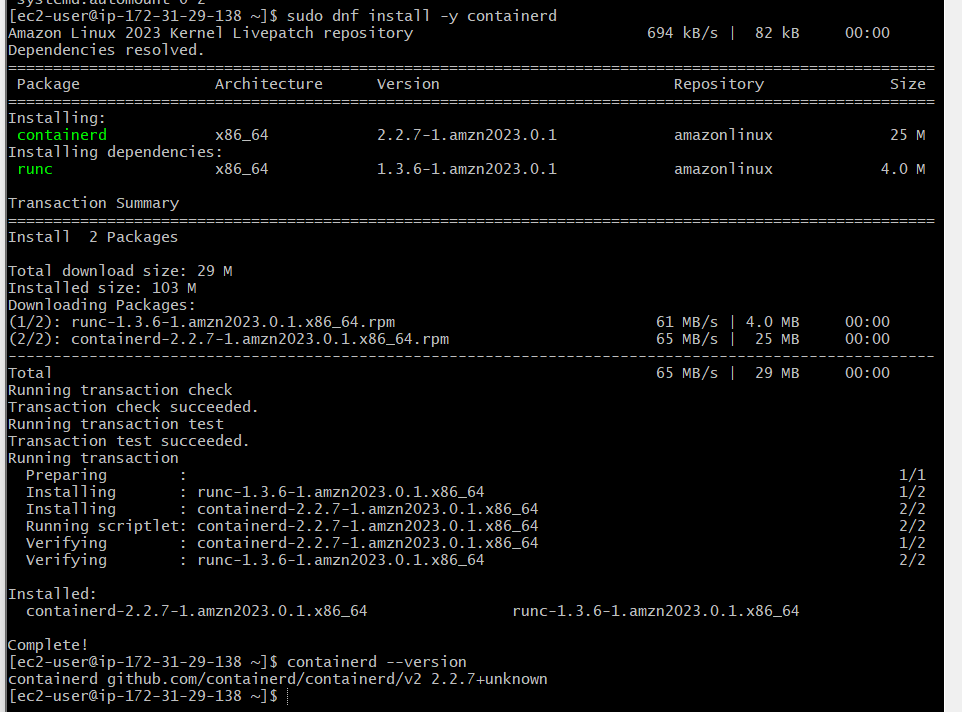 systemd.automount 0 2
[ec2-user@ip-172-31-29-138 ~]$ sudo dnf install -y containerd
Amazon Linux 2023 Kernel Livepatch repository 694 kB/s | 82 kB 00:00
Dependencies resolved.
=======================================================================================================
Package Architecture Version Repository Size
=======================================================================================================
Installing:
containerd x86_64 2.2.7-1.amzn2023.0.1 amazonlinux 25 M
Installing dependencies:
runc x86_64 1.3.6-1.amzn2023.0.1 amazonlinux 4.0 M
Transaction Summary
=======================================================================================================
Install 2 Packages
Total download size: 29 M
Installed size: 103 M
Downloading Packages:
(1/2): runc-1.3.6-1.amzn2023.0.1.x86_64.rpm 61 MB/s | 4.0 MB 00:00
(2/2): containerd-2.2.7-1.amzn2023.0.1.x86_64.rpm 65 MB/s | 25 MB 00:00
-------------------------------------------------------------------------------------------------------
Total 65 MB/s | 29 MB 00:00
Running transaction check
Transaction check succeeded.
Running transaction test
Transaction test succeeded.
Running transaction
Preparing : 1/1
Installing : runc-1.3.6-1.amzn2023.0.1.x86_64 1/2
Installing : containerd-2.2.7-1.amzn2023.0.1.x86_64 2/2
Running scriptlet: containerd-2.2.7-1.amzn2023.0.1.x86_64 2/2
Verifying : containerd-2.2.7-1.amzn2023.0.1.x86_64 1/2
Verifying : runc-1.3.6-1.amzn2023.0.1.x86_64 2/2
Installed:
containerd-2.2.7-1.amzn2023.0.1.x86_64 runc-1.3.6-1.amzn2023.0.1.x86_64
Complete!
[ec2-user@ip-172-31-29-138 ~]$ containerd --version
containerd github.com/containerd/containerd/v2 2.2.7+unknown
[ec2-user@ip-172-31-29-138 ~]$